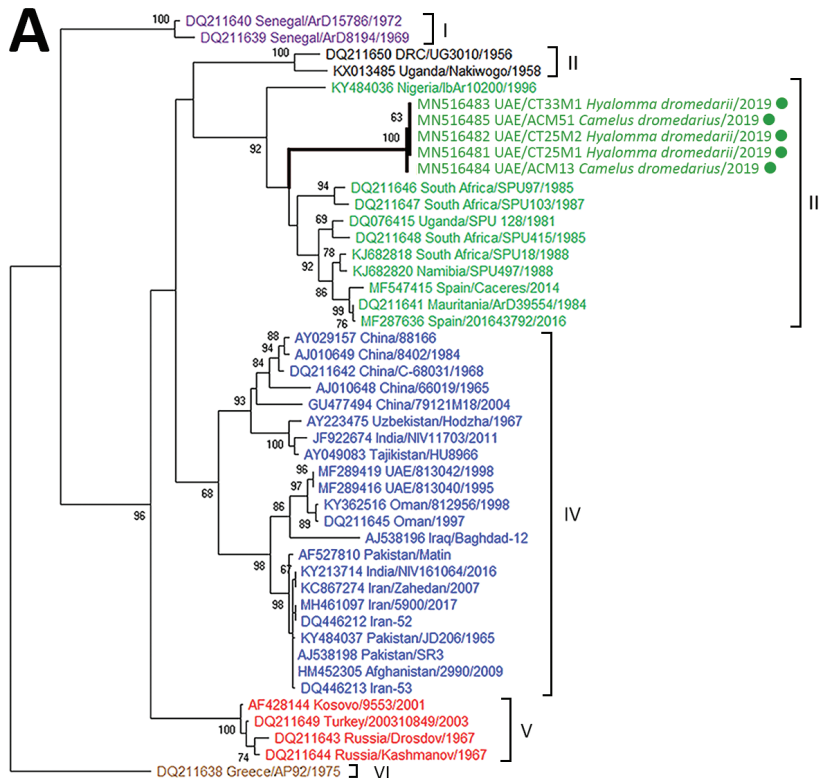 A
100
DQ211640 Senegal/ArD15786/1972
DQ211639 Senegal/ArD8194/1969
I
100
DQ211650 DRC/UG3010/1956
KX013485 Uganda/Nakiwogo/1958
II
KY484036 Nigeria/IbAr10200/1996
MN516483 UAE/CT33M1 Hyalomma dromedarii/2019
63
MN516485 UAE/ACM51 Camelus dromedarius/2019
100
MN516482 UAE/CT25M2 Hyalomma dromedarii/2019
92
MN516481 UAE/CT25M1 Hyalomma dromedarii/2019
MN516484 UAE/ACM13 Camelus dromedarius/2019
94
DQ211646 South Africa/SPU97/1985
DQ211647 South Africa/SPU103/1987
II
69
DQ076415 Uganda/SPU 128/1981
DQ211648 South Africa/SPU415/1985
78
KJ682818 South Africa/SPU18/1988
92
KJ682820 Namibia/SPU497/1988
86
MF547415 Spain/Caceres/2014
99
DQ211641 Mauritania/ArD39554/1984
76
MF287636 Spain/201643792/2016
88
AY029157 China/88166
94
AJ010649 China/8402/1984
84
DQ211642 China/C-68031/1968
AJ010648 China/66019/1965
93
GU477494 China/79121M18/2004
AY223475 Uzbekistan/Hodzha/1967
100
JF922674 India/NIV11703/2011
AY049083 Tajikistan/HU8966
96
MF289419 UAE/813042/1998
97
MF289416 UAE/813040/1995
68
86
KY362516 Oman/812956/1998
89
DQ211645 Oman/1997
IV
96
AJ538196 Iraq/Baghdad-12
AF527810 Pakistan/Matin
98
67
KY213714 India/NIV161064/2016
KC867274 Iran/Zahedan/2007
98
MH461097 Iran/5900/2017
DQ446212 Iran-52
KY484037 Pakistan/JD206/1965
AJ538198 Pakistan/SR3
HM452305 Afghanistan/2990/2009
DQ446213 Iran-53
AF428144 Kosovo/9553/2001
100
DQ211649 Turkey/200310849/2003
V
DQ211643 Russia/Drosdov/1967
74
DQ211644 Russia/Kashmanov/1967
DQ211638 Greece/AP92/1975
VI